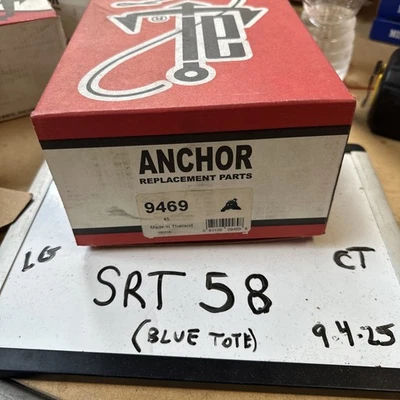 ANCHOR
REPLACEMENT PARTS
9469
Made in Thailand
LG
CT
SRT 58
(BLUE TOTE)
9.4.25